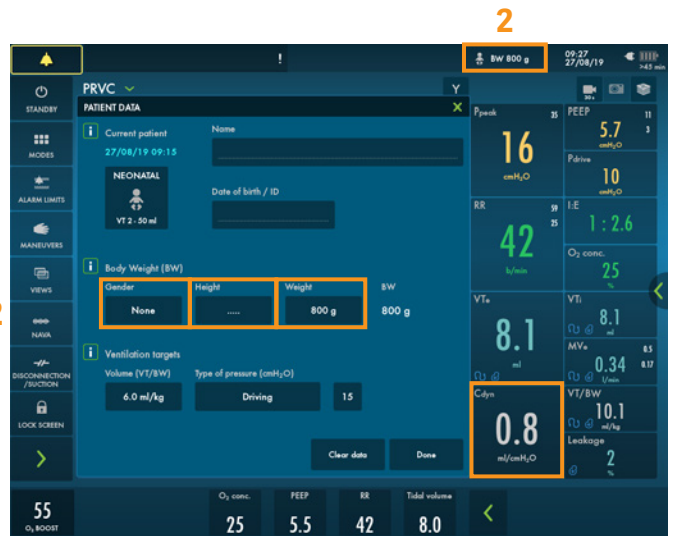 2
!
BW 800 g
09:27
27/08/19
>45 min
STANDBY
MODES
ALARM LIMITS
MANEUVERS
VIEWS
NAVA
DISCONNECTION
/SUCTION
LOCK SCREEN
PRVC
Y
PATIENT DATA
X
i Current patient
27/08/19 09:15
Name
NEONATAL
VT 2 - 50 ml
Date of birth / ID
i Body Weight (BW)
Gender Height Weight BW
None ..... 800 g 800 g
i Ventilation targets
Volume (VT/BW) Type of pressure (cmH₂O)
6.0 ml/kg Driving 15
Clear data Done
Ppeak 35
16
cmH₂O
PEEP 11
5.7 3
cmH₂O
Pdrive
10
cmH₂O
RR 59
25
42
b/min
I:E
1 : 2.6
O₂ conc.
25
%
VTe
8.1
ml
VTi
8.1
ml
MVe 0.5
0.34 0.17
l/min
Cdyn
0.8
ml/cmH₂O
VT/BW
10.1
ml/kg
Leakage
2
%
55
O₂ BOOST
O₂ conc. PEEP RR Tidal volume
25 5.5 42 8.0